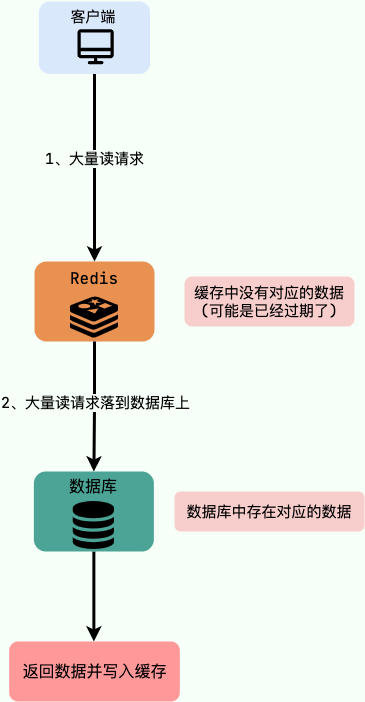 客户端
1、大量读请求
Redis
缓存中没有对应的数据
（可能是已经过期了）
2、大量读请求落到数据库上
数据库
数据库中存在对应的数据
返回数据并写入缓存